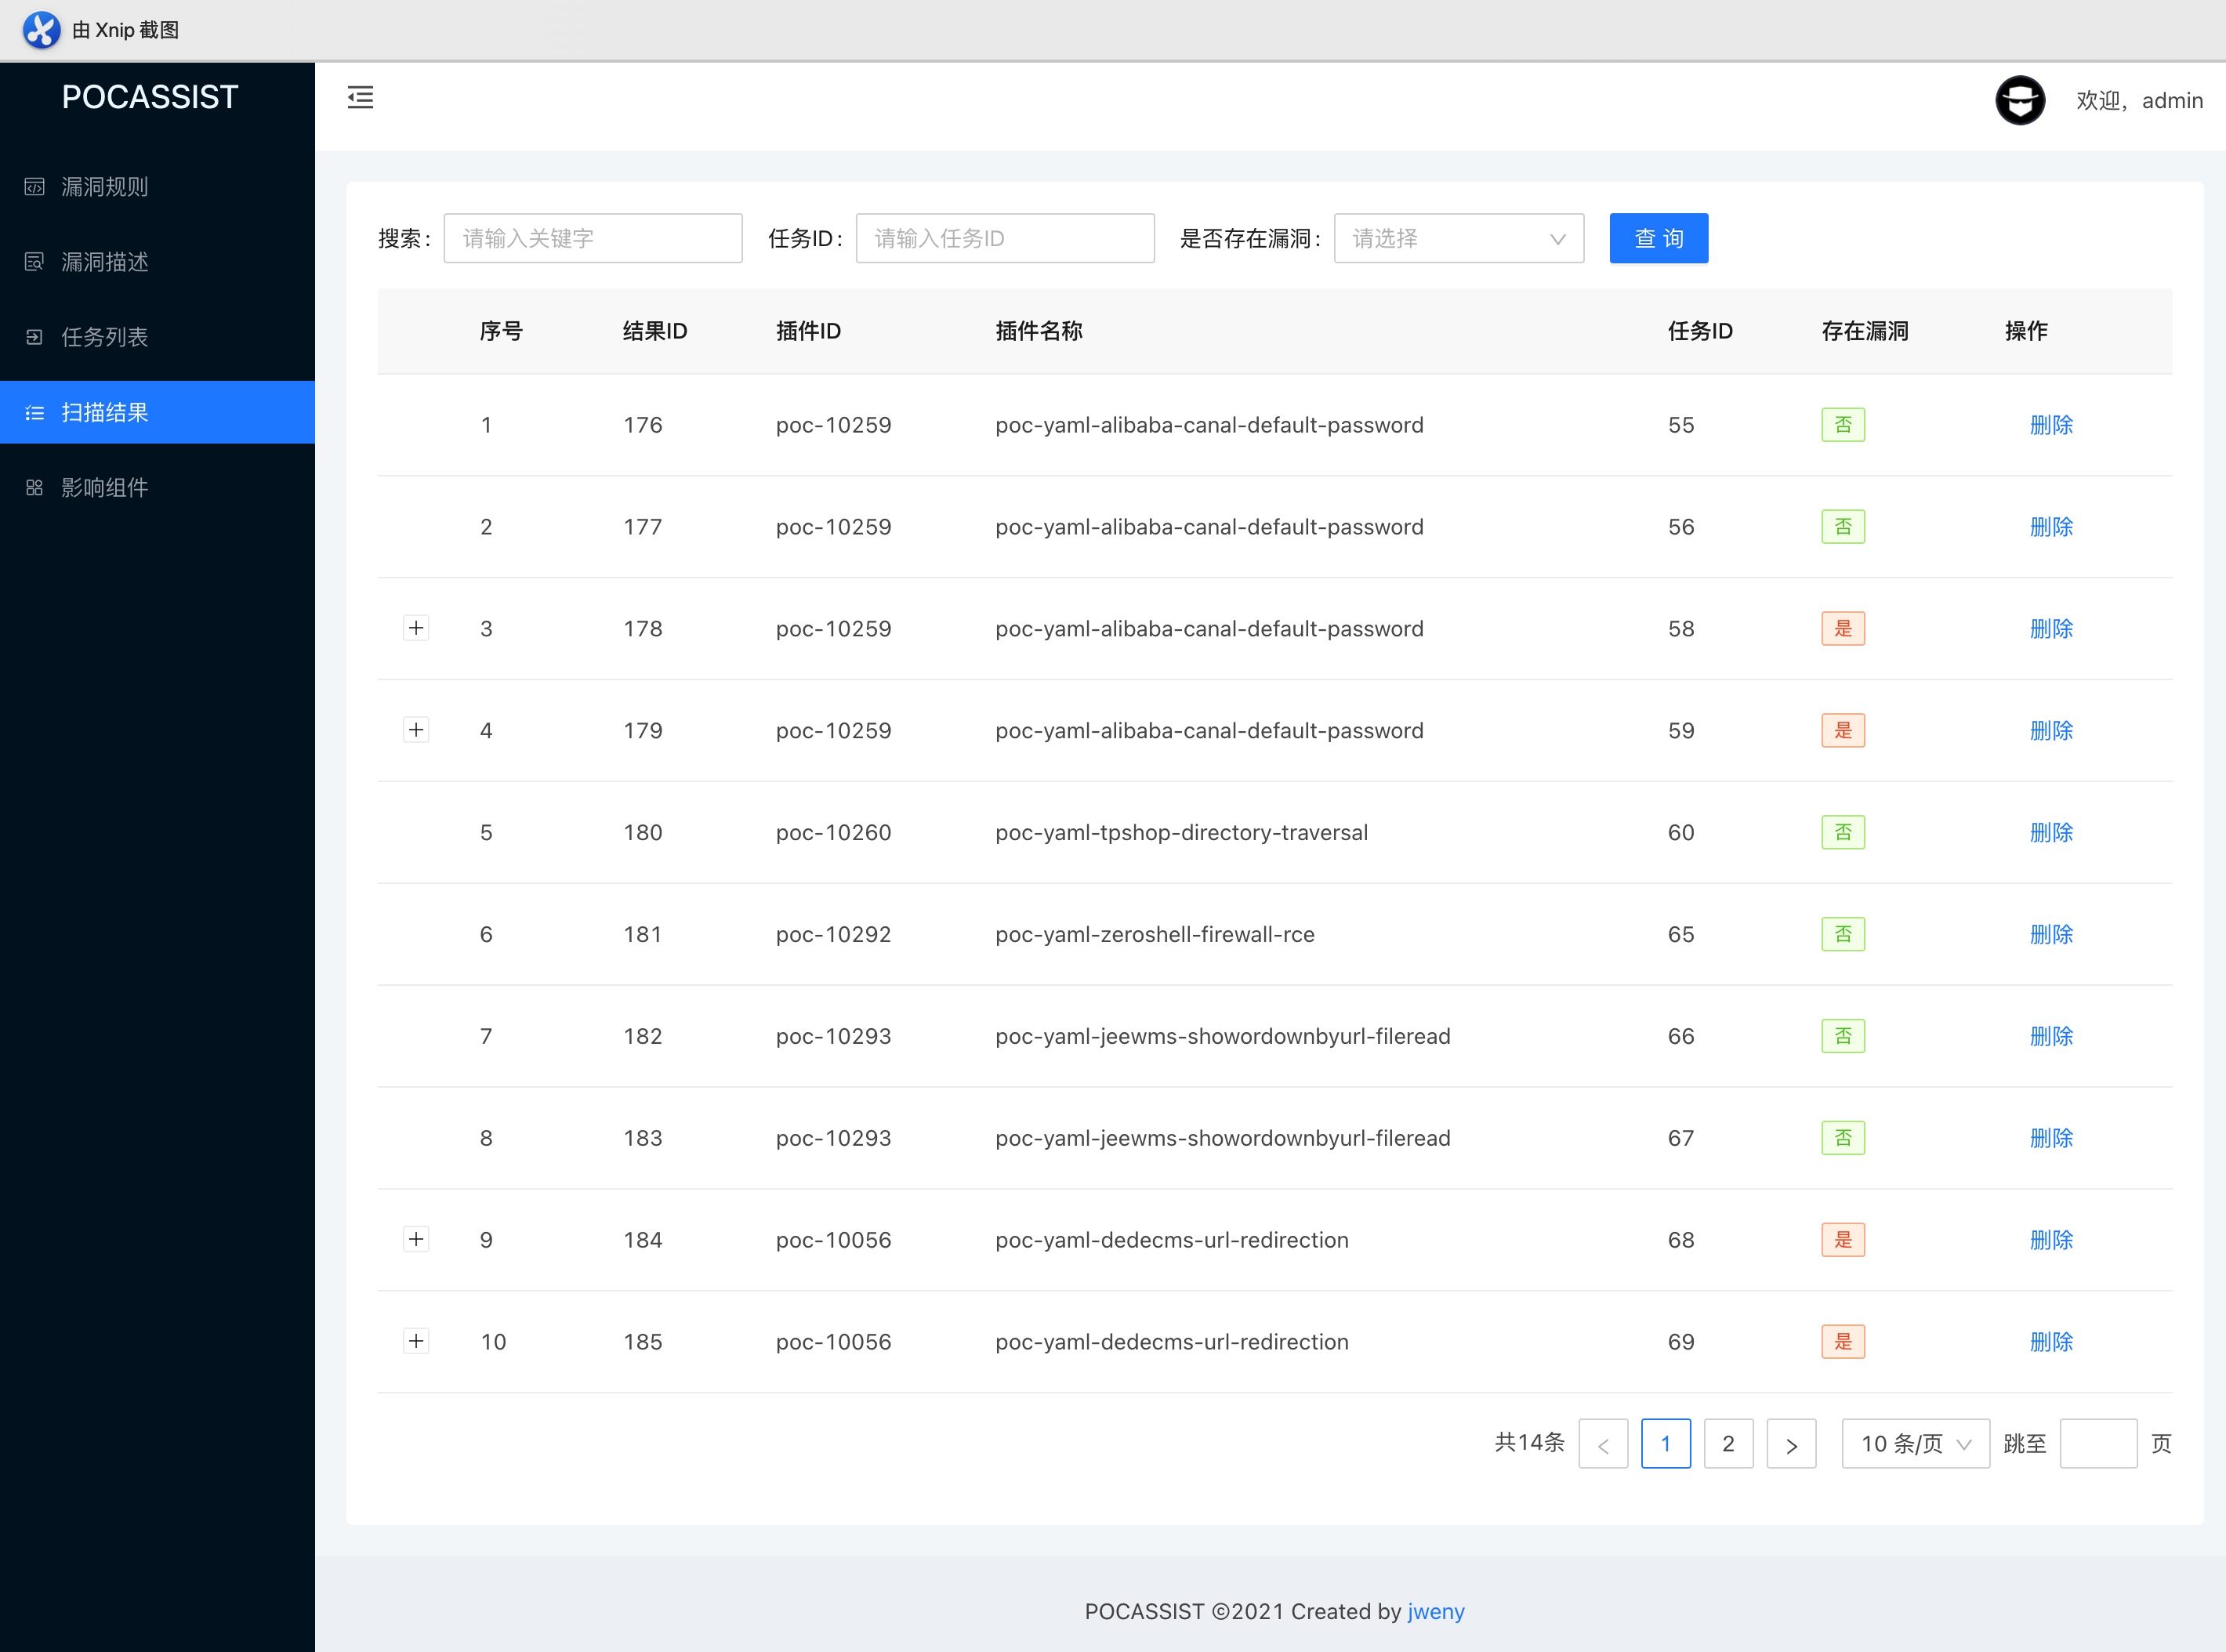 由 Xnip 截图
POCASSIST
欢迎，admin
漏洞规则
漏洞描述
任务列表
扫描结果
影响组件
搜索： 请输入关键字 任务ID： 请输入任务ID 是否存在漏洞： 请选择 查 询
序号 结果ID 插件ID 插件名称 任务ID 存在漏洞 操作
1 176 poc-10259 poc-yaml-alibaba-canal-default-password 55 否 删除
2 177 poc-10259 poc-yaml-alibaba-canal-default-password 56 否 删除
3 178 poc-10259 poc-yaml-alibaba-canal-default-password 58 是 删除
4 179 poc-10259 poc-yaml-alibaba-canal-default-password 59 是 删除
5 180 poc-10260 poc-yaml-tpshop-directory-traversal 60 否 删除
6 181 poc-10292 poc-yaml-zeroshell-firewall-rce 65 否 删除
7 182 poc-10293 poc-yaml-jeewms-showordownbyurl-fileread 66 否 删除
8 183 poc-10293 poc-yaml-jeewms-showordownbyurl-fileread 67 否 删除
9 184 poc-10056 poc-yaml-dedecms-url-redirection 68 是 删除
10 185 poc-10056 poc-yaml-dedecms-url-redirection 69 是 删除
共14条 < 1 2 > 10 条/页 跳至 页
POCASSIST ©2021 Created by jweny